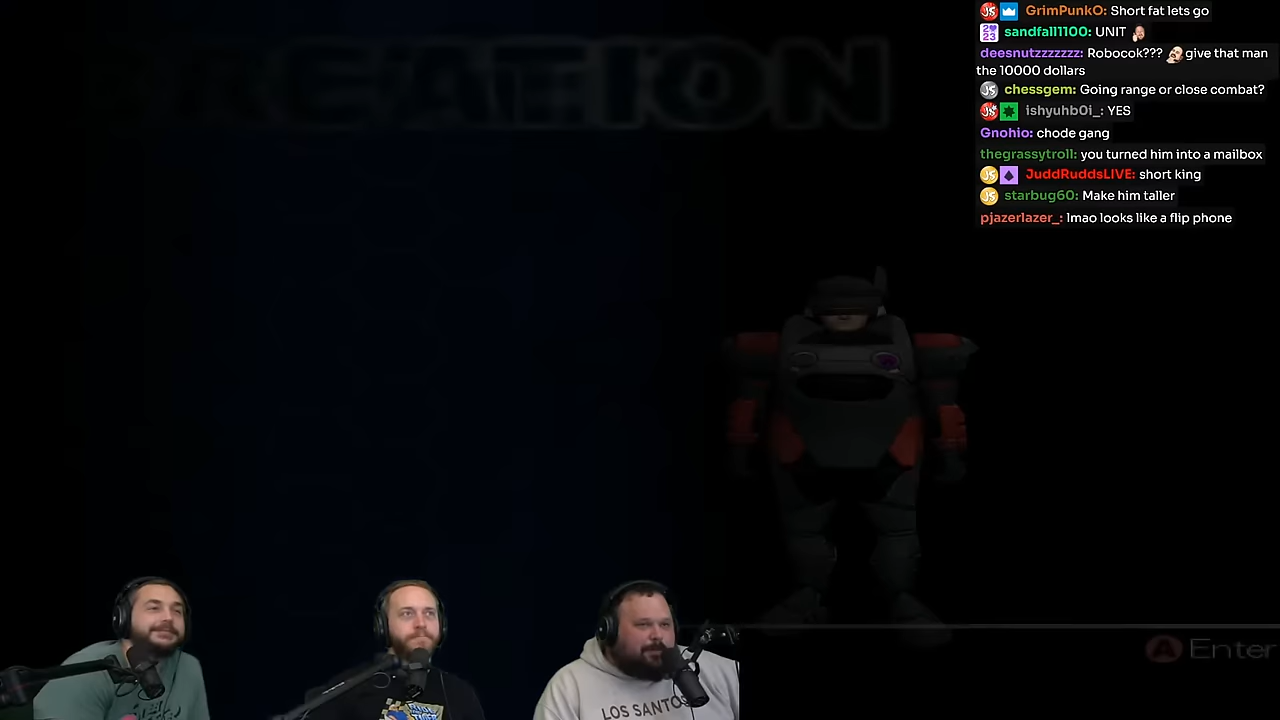 REATION
GrimPunkO: Short fat lets go
sandfall1100: UNIT
deesnutzzzzzzz: Robocok??? give that man
the 10000 dollars
chessgem: Going range or close combat?
ishyuhb0i_: YES
Gnohio: chode gang
thegrassytroll: you turned him into a mailbox
JuddRuddsLIVE: short king
starbug60: Make him taller
pjazerlazer_: lmao looks like a flip phone
A Enter
LOS SANTOS